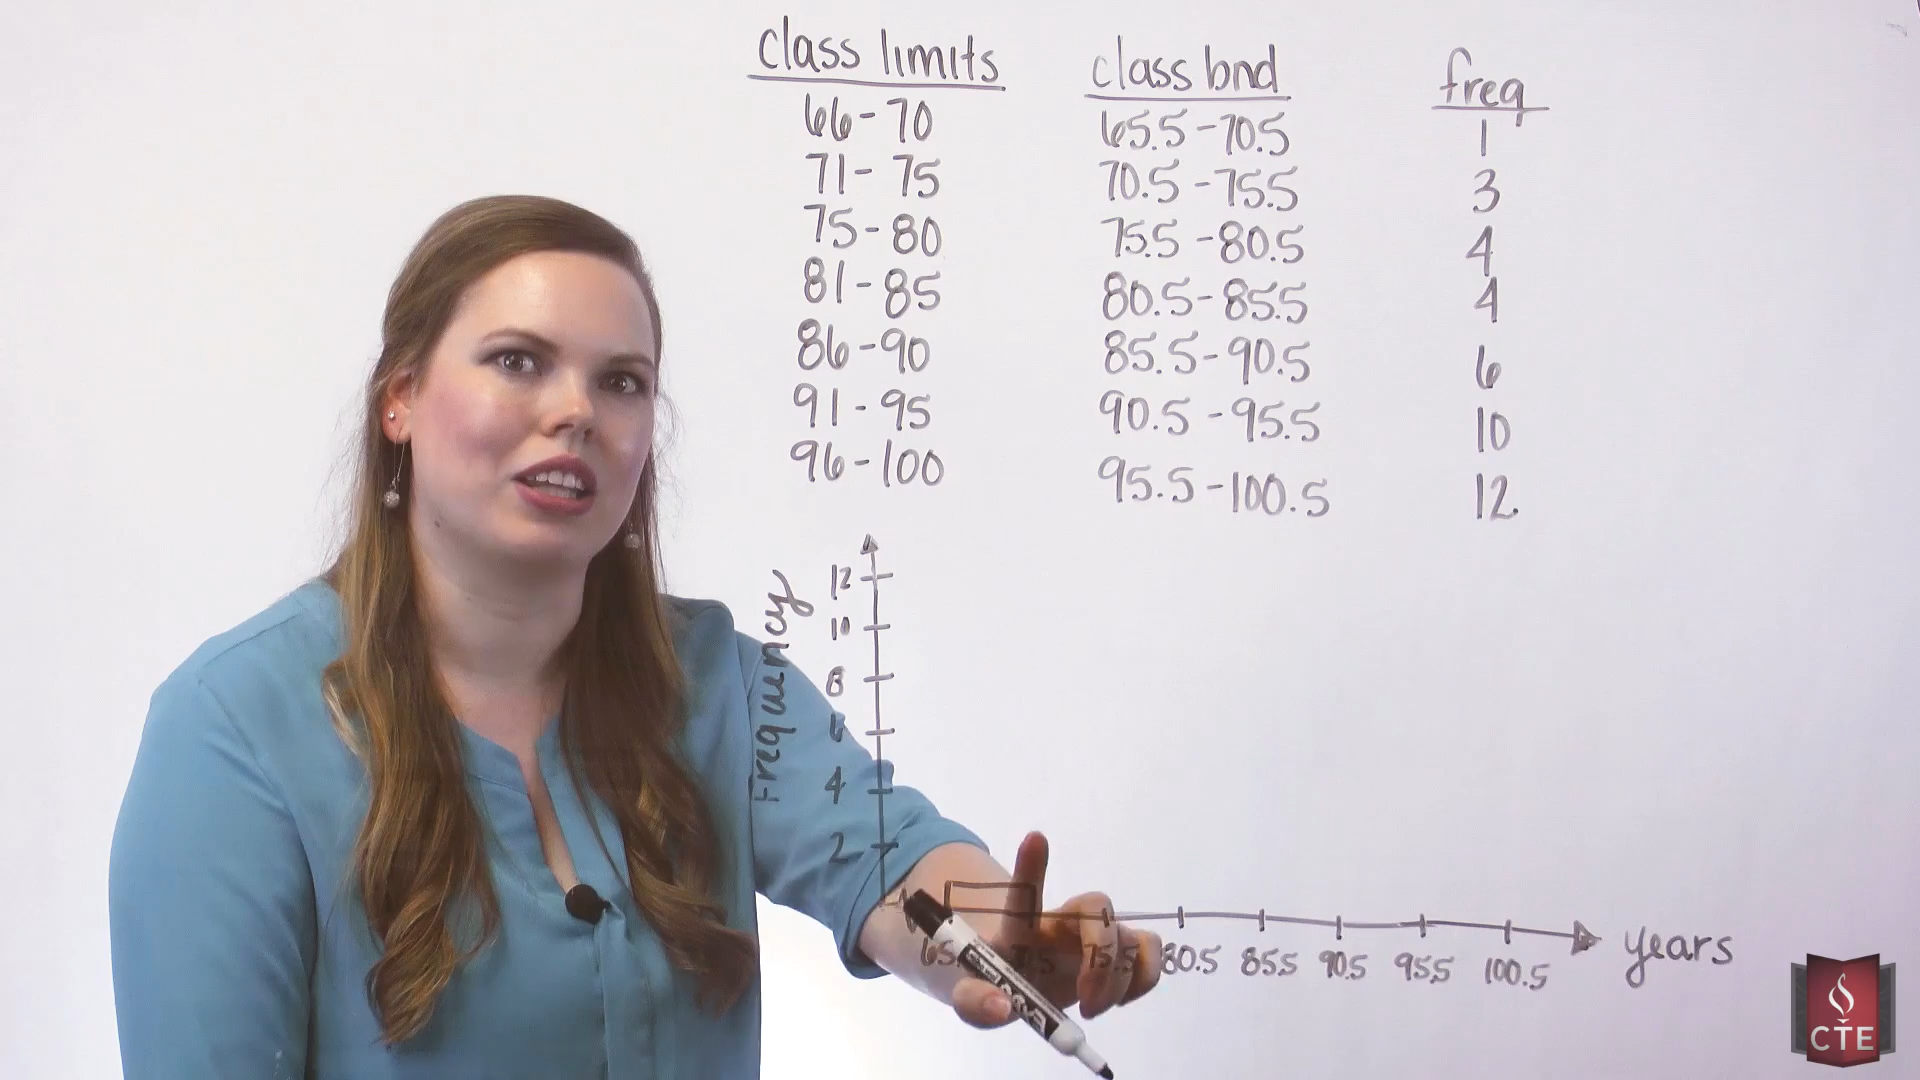 class limits class bnd freq
66-70 65.5-70.5 1
71-75 70.5-75.5 3
75-80 75.5-80.5 4
81-85 80.5-85.5 4
86-90 85.5-90.5 6
91-95 90.5-95.5 10
96-100 95.5-100.5 12
Frequency
12
10
8
4
2
75.5 80.5 85.5 90.5 95.5 100.5 years
EXPO
CTE